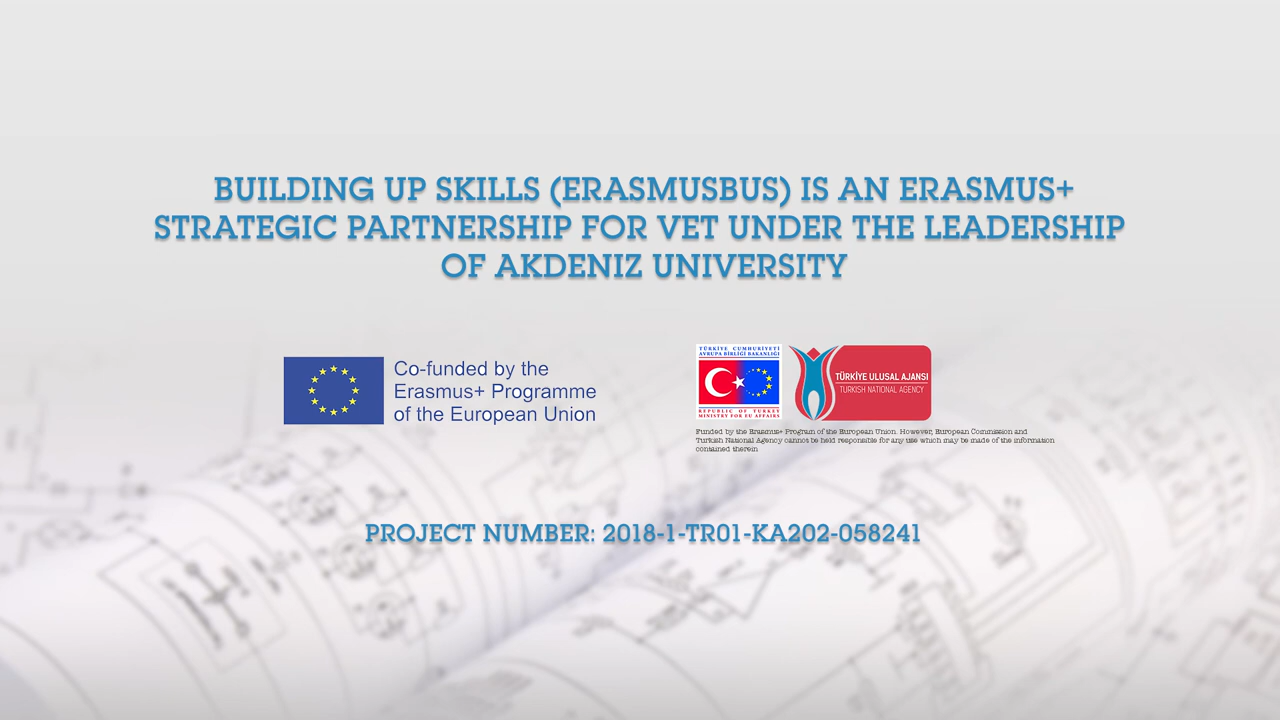 BUILDING UP SKILLS (ERASMUSBUS) IS AN ERASMUS+
STRATEGIC PARTNERSHIP FOR VET UNDER THE LEADERSHIP
OF AKDENIZ UNIVERSITY
Co-funded by the
Erasmus+ Programme
of the European Union
TÜRKİYE CUMHURİYETİ
AVRUPA BİRLİĞİ BAKANLIĞI
REPUBLIC OF TURKEY
MINISTRY FOR EU AFFAIRS
TÜRKİYE ULUSAL AJANSI
TURKISH NATIONAL AGENCY
Funded by the Erasmus+ Program of the European Union. However, European Commission and
Turkish National Agency cannot be held responsible for any use which may be made of the information
contained therein
PROJECT NUMBER: 2018-1-TR01-KA202-058241